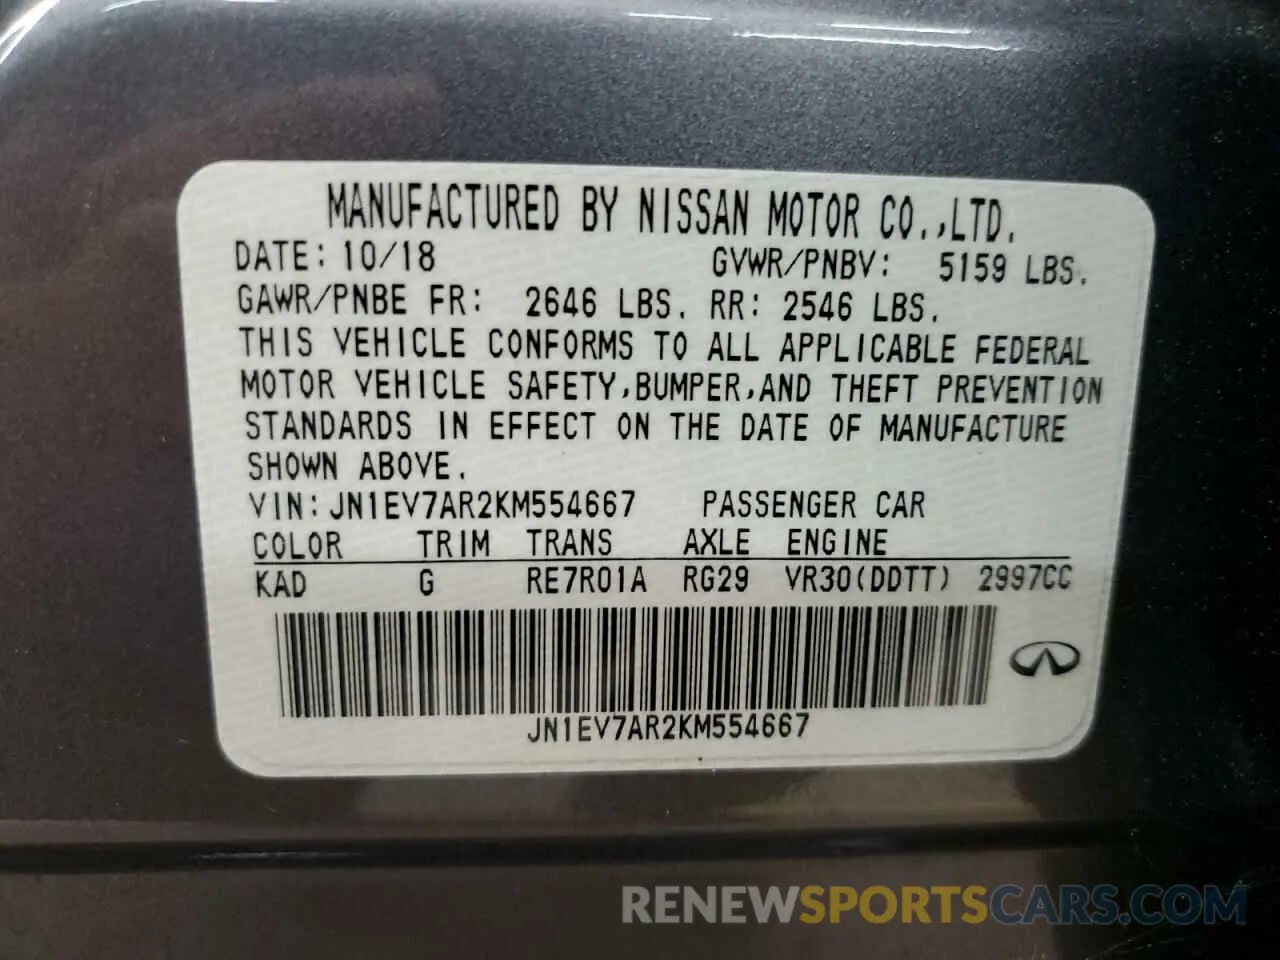 MANUFACTURED BY NISSAN MOTOR CO.,LTD.
DATE: 10/18 GVWR/PNBV: 5159 LBS.
GAWR/PNBE FR: 2646 LBS. RR: 2546 LBS.
THIS VEHICLE CONFORMS TO ALL APPLICABLE FEDERAL
MOTOR VEHICLE SAFETY,BUMPER,AND THEFT PREVENTION
STANDARDS IN EFFECT ON THE DATE OF MANUFACTURE
SHOWN ABOVE.
VIN:JN1EV7AR2KM554667 PASSENGER CAR
COLOR TRIM TRANS AXLE ENGINE
KAD G RE7R01A RG29 VR30(DDTT) 2997CC
JN1EV7AR2KM554667
RENEWSPORTSCARS.COM